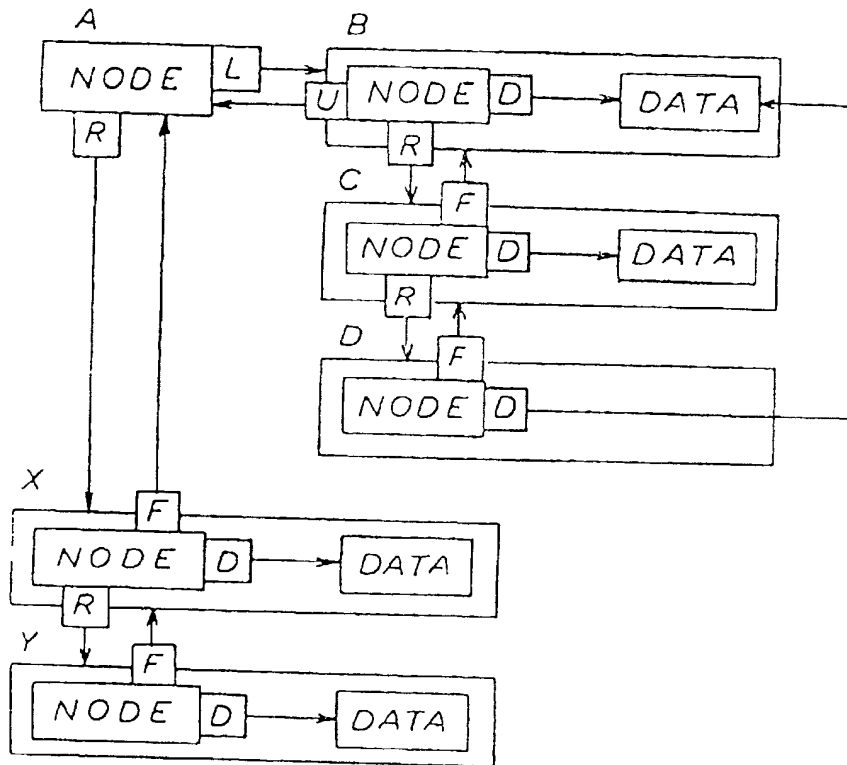 A
B
NODE L
U NODE D DATA
R
R
C
F
NODE D DATA
R
D
F
NODE D
X
F
NODE D DATA
R
Y
F
NODE D DATA